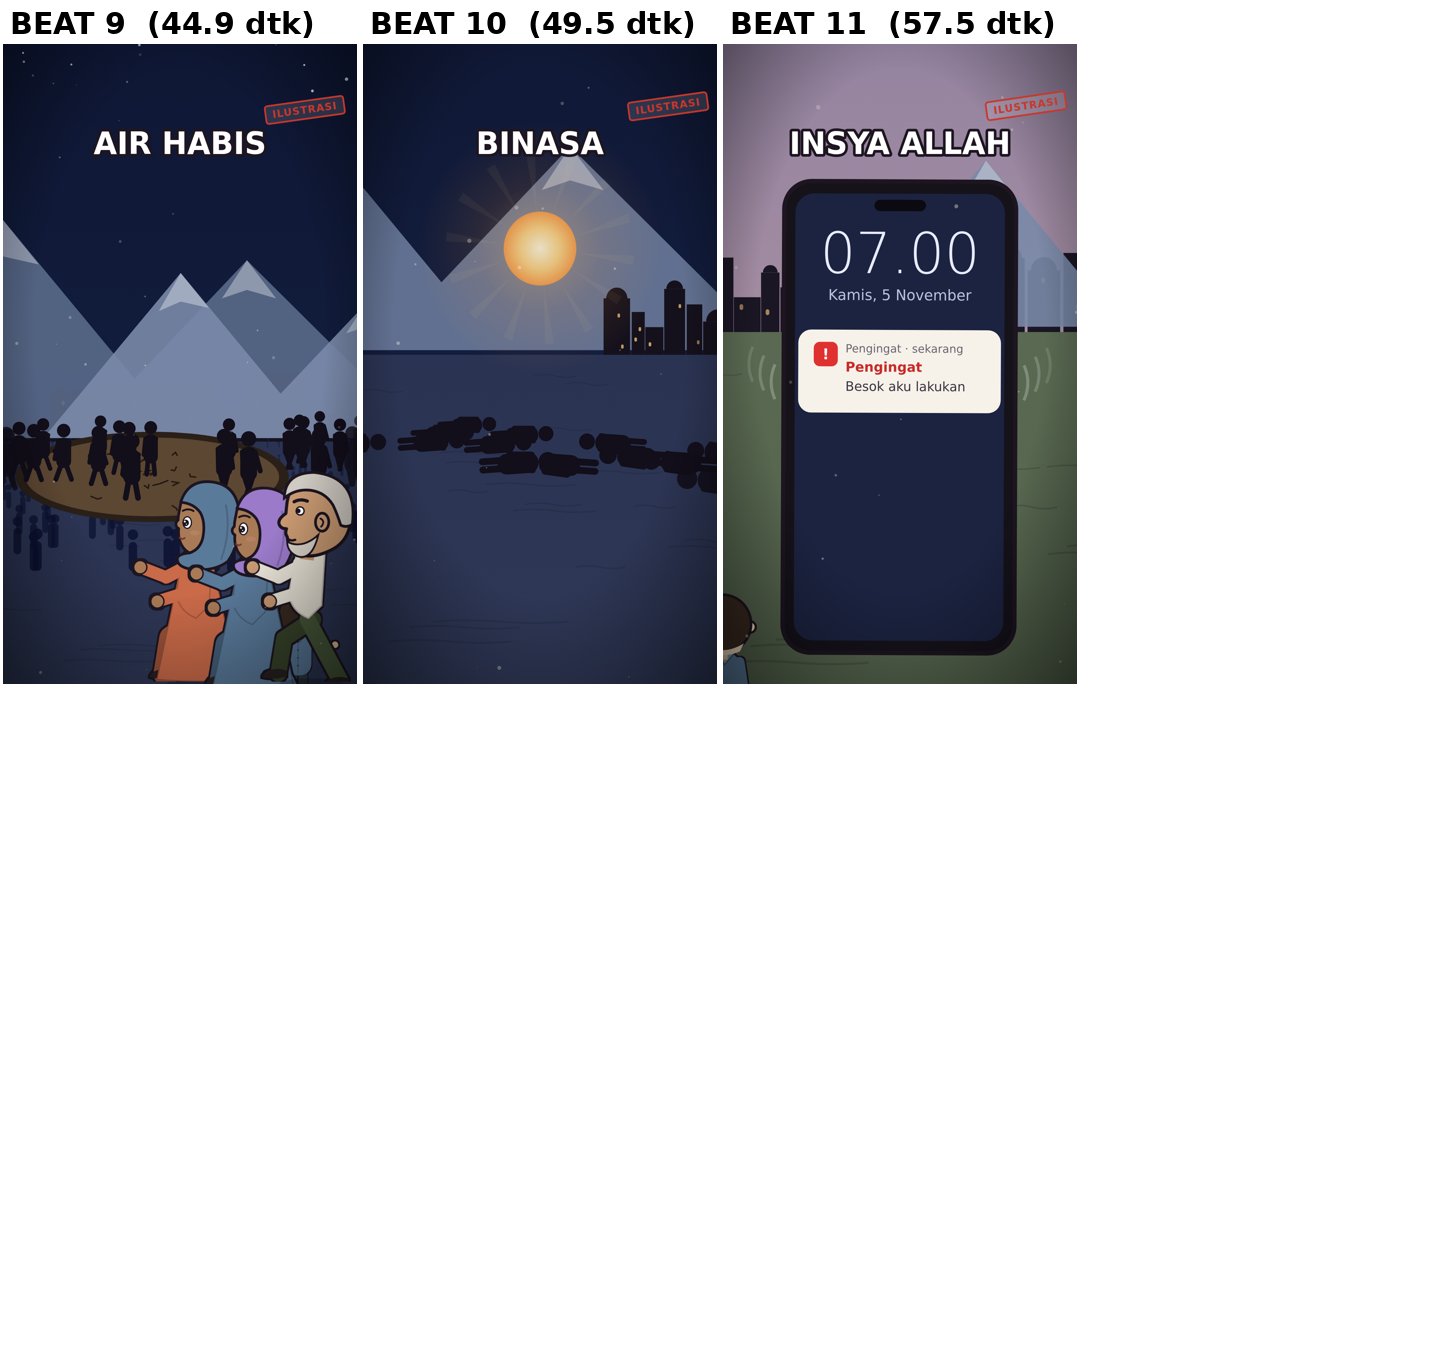 BEAT 9 (44.9 dtk)
ILUSTRASI
AIR HABIS
BEAT 10 (49.5 dtk)
ILUSTRASI
BINASA
BEAT 11 (57.5 dtk)
ILUSTRASI
INSYA ALLAH
07.00
Kamis, 5 November
!
Pengingat · sekarang
Pengingat
Besok aku lakukan